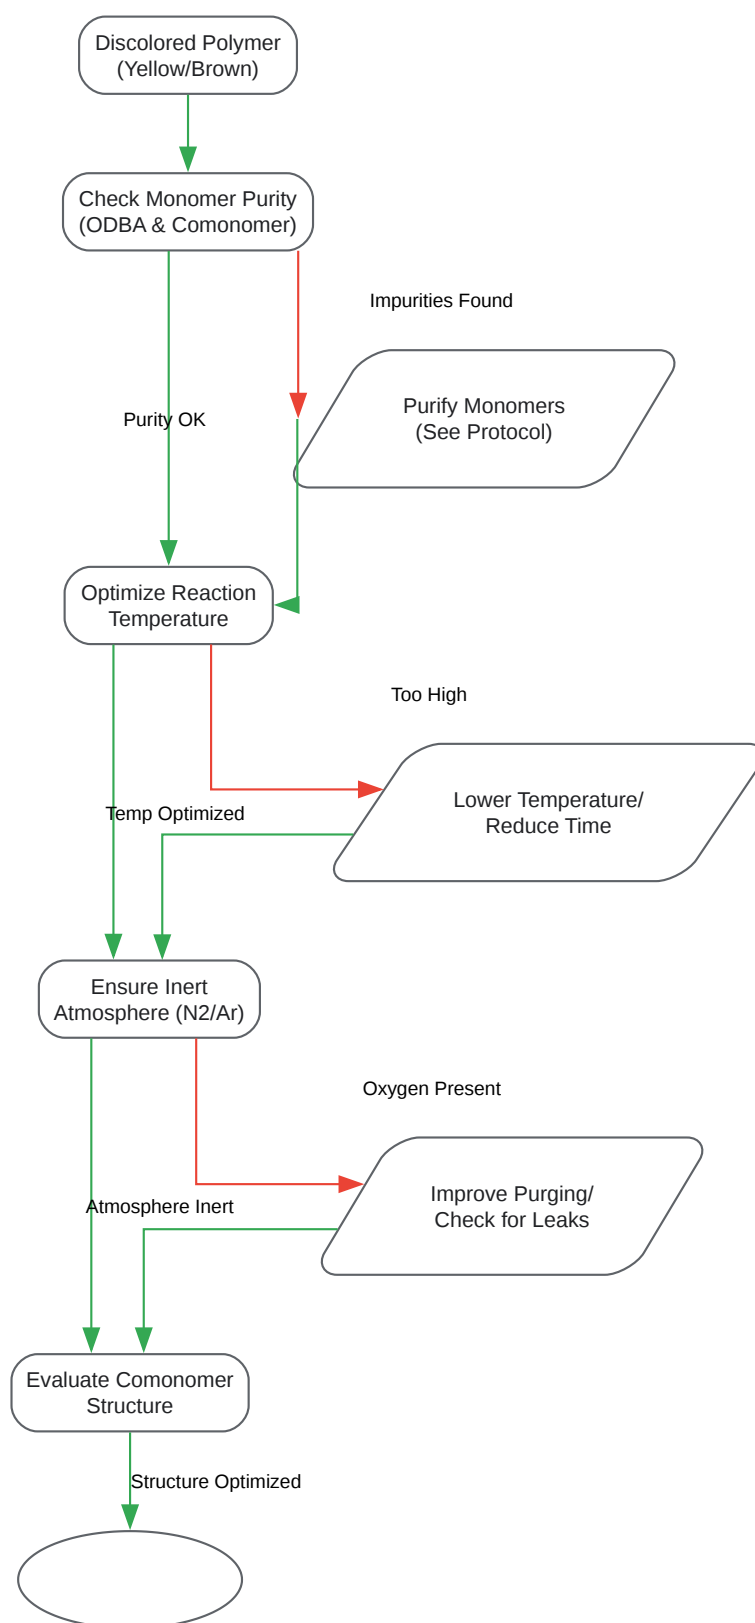 Discolored Polymer
(Yellow/Brown)
Check Monomer Purity
(ODBA & Comonomer)
Impurities Found
Purify Monomers
(See Protocol)
Purity OK
Optimize Reaction
Temperature
Too High
Lower Temperature/
Reduce Time
Temp Optimized
Ensure Inert
Atmosphere (N2/Ar)
Oxygen Present
Improve Purging/
Check for Leaks
Atmosphere Inert
Evaluate Comonomer
Structure
Structure Optimized